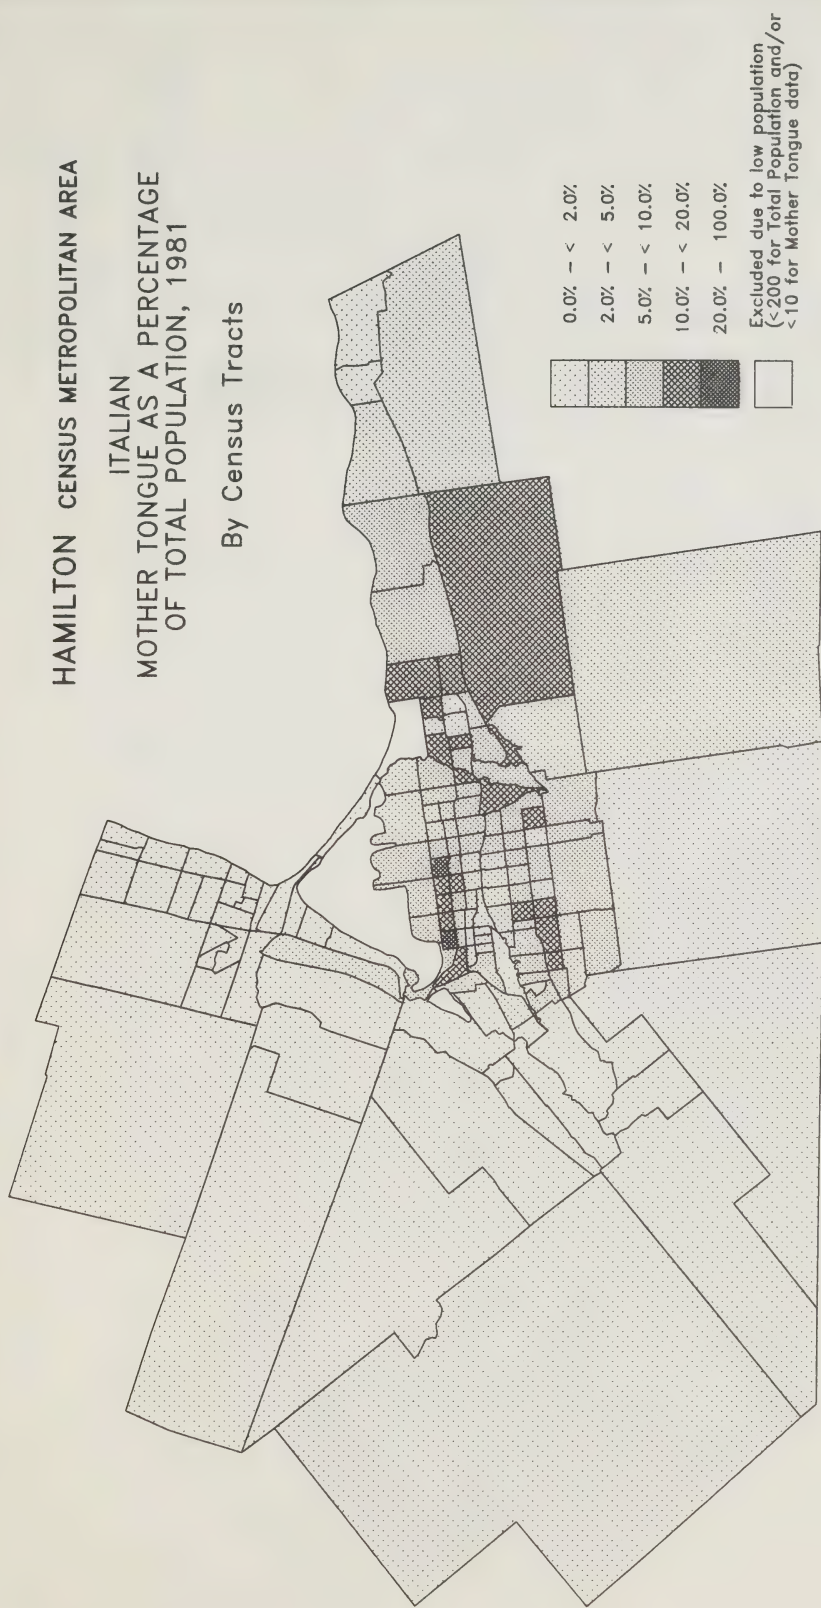 HAMILTON CENSUS METROPOLITAN AREA
ITALIAN
MOTHER TONGUE AS A PERCENTAGE
OF TOTAL POPULATION, 1981
By Census Tracts
0.0% - < 2.0%
2.0% - < 5.0%
5.0% - < 10.0%
10.0% - < 20.0%
20.0% - 100.0%
Excluded due to low population
(<200 for Total Population and/or
<10 for Mother Tongue data)